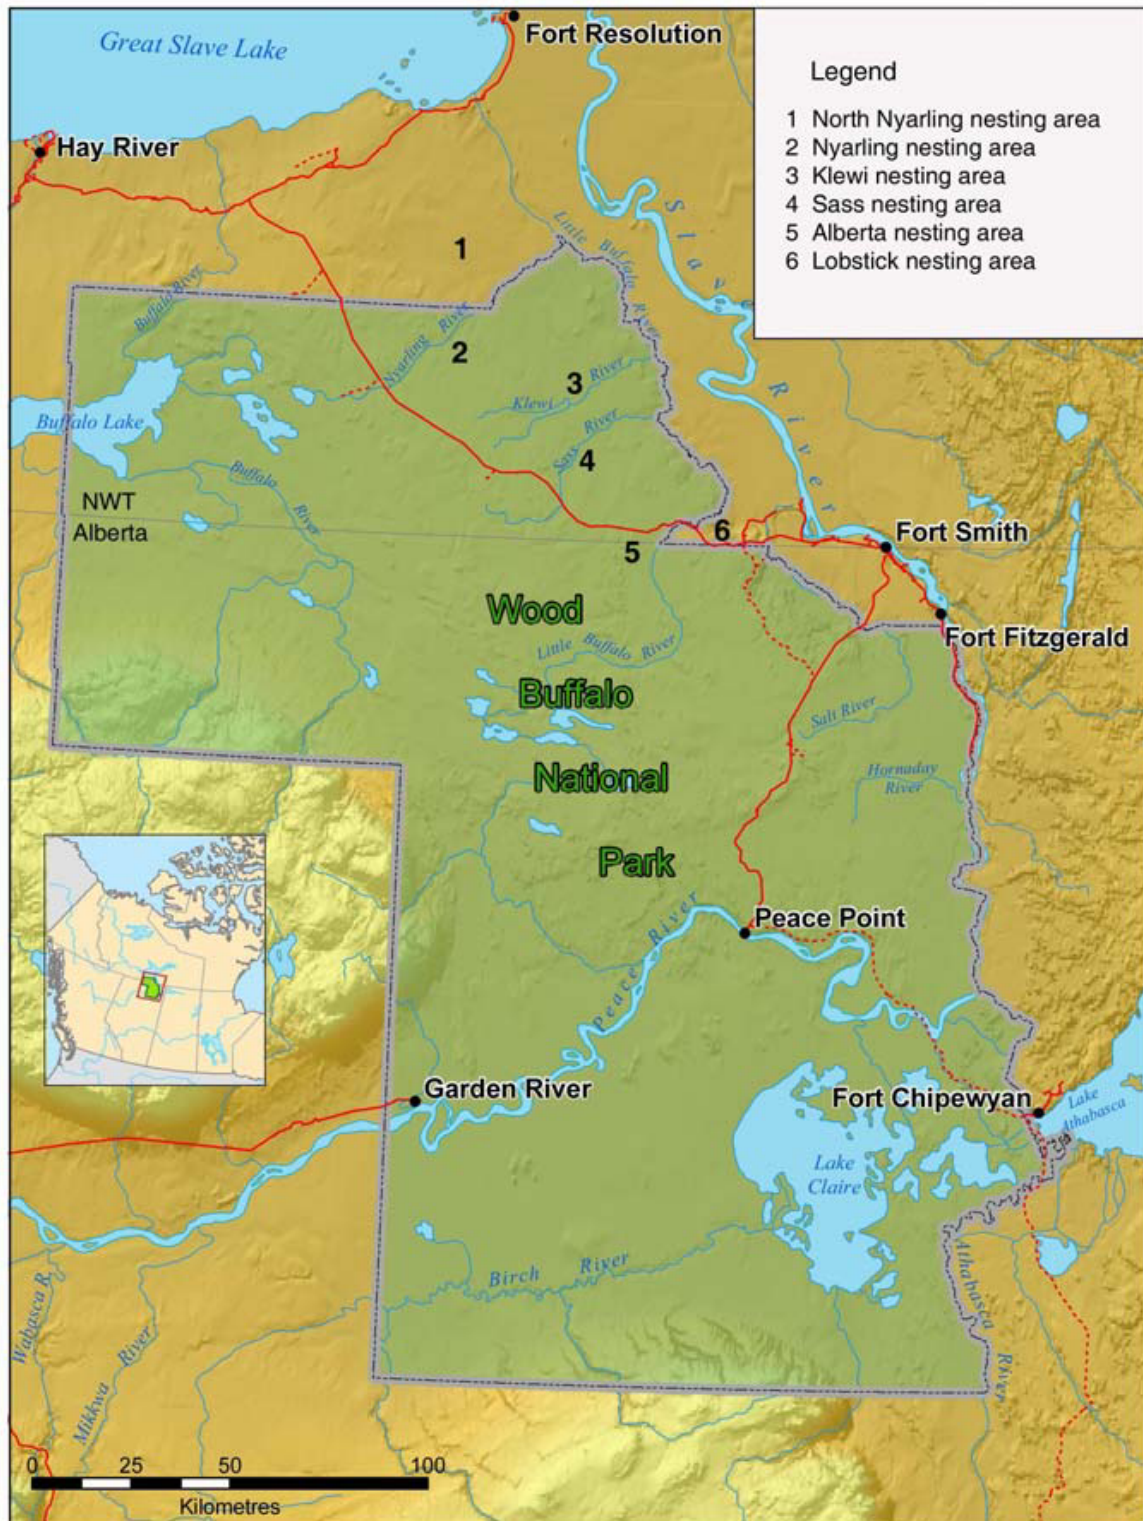 Great Slave Lake
Fort Resolution
Hay River
Legend
1 North Nyarling nesting area
2 Nyarling nesting area
3 Klewi nesting area
4 Sass nesting area
5 Alberta nesting area
6 Lobstick nesting area
Slave River
Little Buffalo River
1
Buffalo River
Nyarling River
2
3
Klewi River
Buffalo Lake
Sass River
4
Buffalo River
NWT
Alberta
5
6
Fort Smith
Fort Fitzgerald
Wood
Buffalo
National
Park
Little Buffalo River
Salt River
Hornaday
River
Peace River
Peace Point
Garden River
Fort Chipewyan
Lake
Athabasca
Lake
Claire
Birch River
Athabasca River
Wabasca R.
Mikkwa River
0 25 50 100
Kilometres